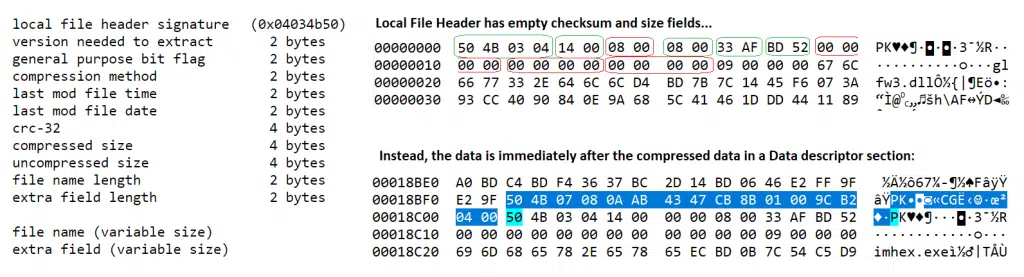 local file header signature (0x04034b50)
version needed to extract 2 bytes
general purpose bit flag 2 bytes
compression method 2 bytes
last mod file time 2 bytes
last mod file date 2 bytes
crc-32 4 bytes
compressed size 4 bytes
uncompressed size 4 bytes
file name length 2 bytes
extra field length 2 bytes
file name (variable size)
extra field (variable size)
Local File Header has empty checksum and size fields...
00000000 50 4B 03 04 14 00 08 00 08 00 33 AF BD 52 00 00 PK♥♦¶·◘·◘·3¯½R··
00000010 00 00 00 00 00 00 00 00 00 00 09 00 00 00 67 6C ··········○···gl
00000020 66 77 33 2E 64 6C 6C D4 BD 7B 7C 14 45 F6 07 3A fw3.dllÔ½{|¶Eö•:
00000030 93 CC 40 90 84 0E 9A 68 5C 41 46 1D DD 44 11 89 “Ì@ „♫šh\AF↔ÝD◄‰
Instead, the data is immediately after the compressed data in a Data descriptor section:
00018BE0 A0 BD C4 BD F4 36 37 BC 2D 14 BD 06 46 E2 FF 9F ½Ä½ô67¼-¶½♠FâÿŸ
00018BF0 E2 9F 50 4B 07 08 0A AB 43 47 CB 8B 01 00 9C B2 âŸPK•◘◙«CGË‹☺·œ²
00018C00 04 00 50 4B 03 04 14 00 00 00 08 00 33 AF BD 52 ♦·PK♥♦¶···◘·3¯½R
00018C10 00 00 00 00 00 00 00 00 00 00 00 00 09 00 00 00 ············○···
00018C20 69 6D 68 65 78 2E 65 78 65 EC BD 0B 7C 54 C5 D9 imhex.exeì½♂|TÅÙ